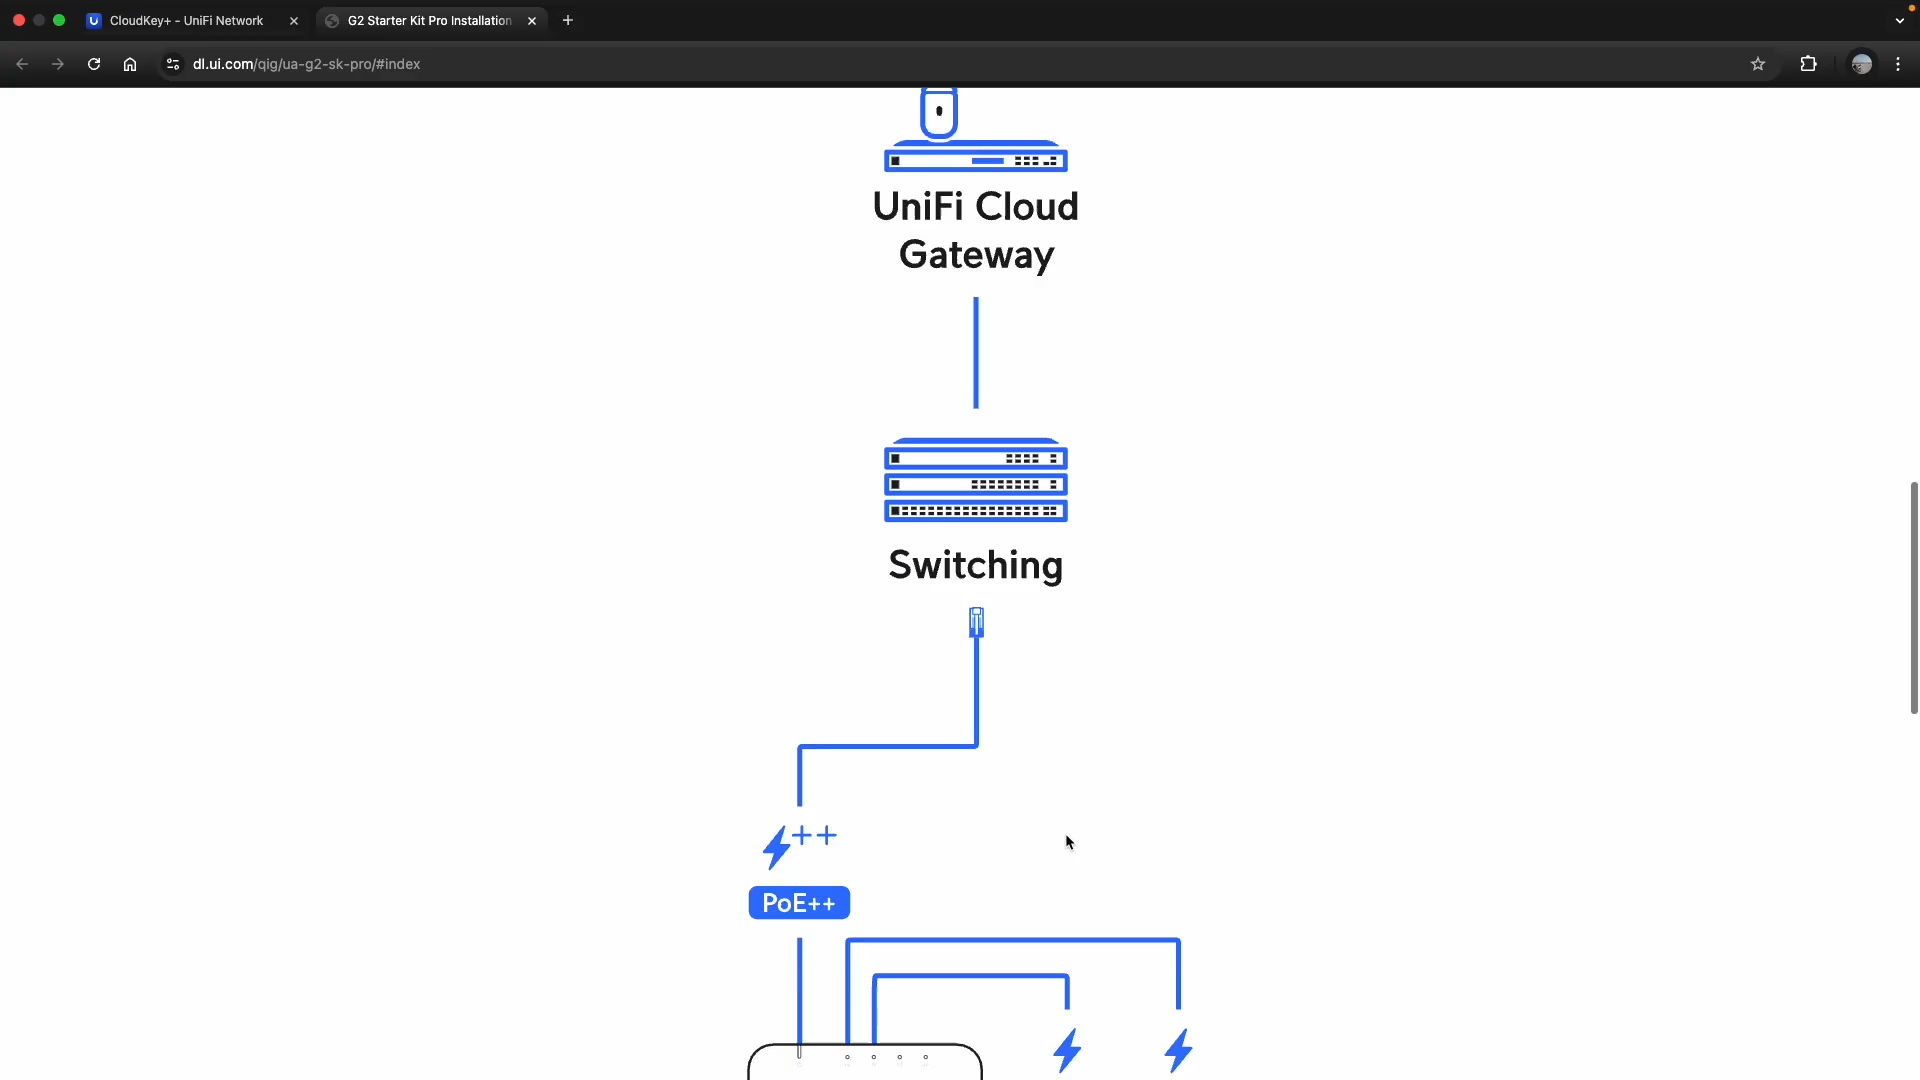 CloudKey+ - UniFi Network
G2 Starter Kit Pro Installation
dl.ui.com/qig/ua-g2-sk-pro/#index
UniFi Cloud
Gateway
Switching
++
PoE++